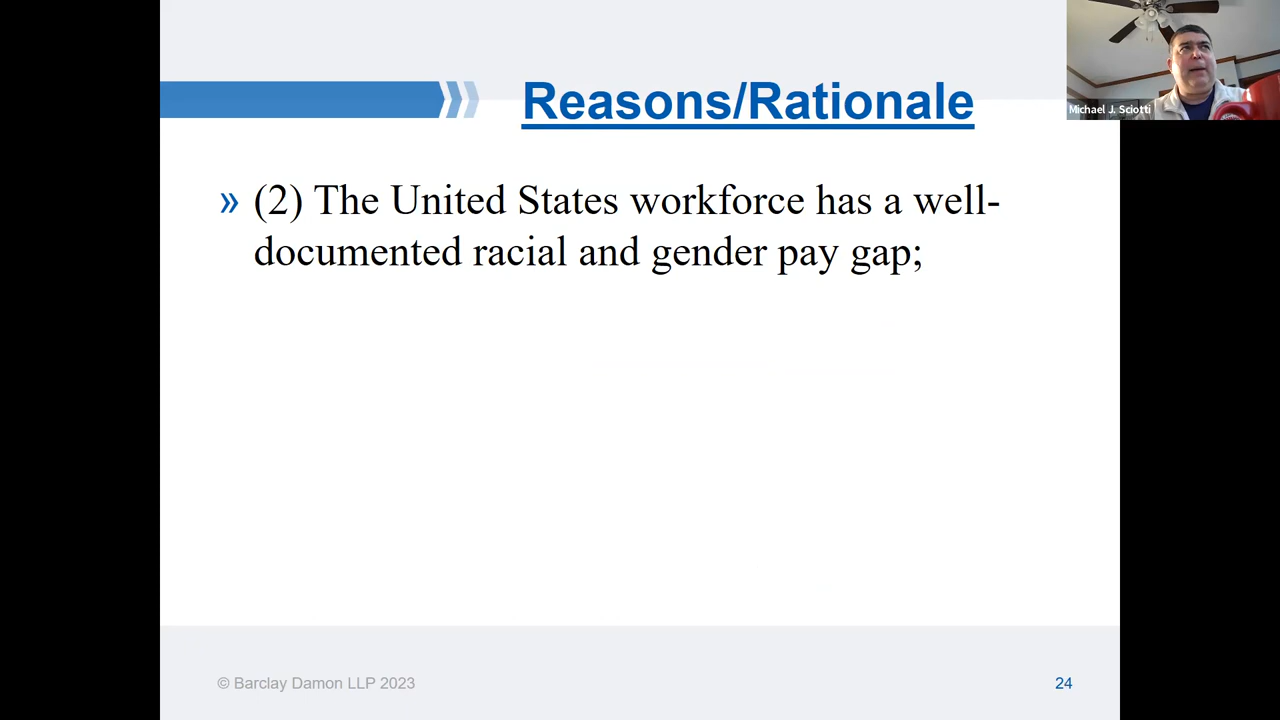 Reasons/Rationale
Michael J. Sciotti
» (2) The United States workforce has a well-
documented racial and gender pay gap;
© Barclay Damon LLP 2023
24